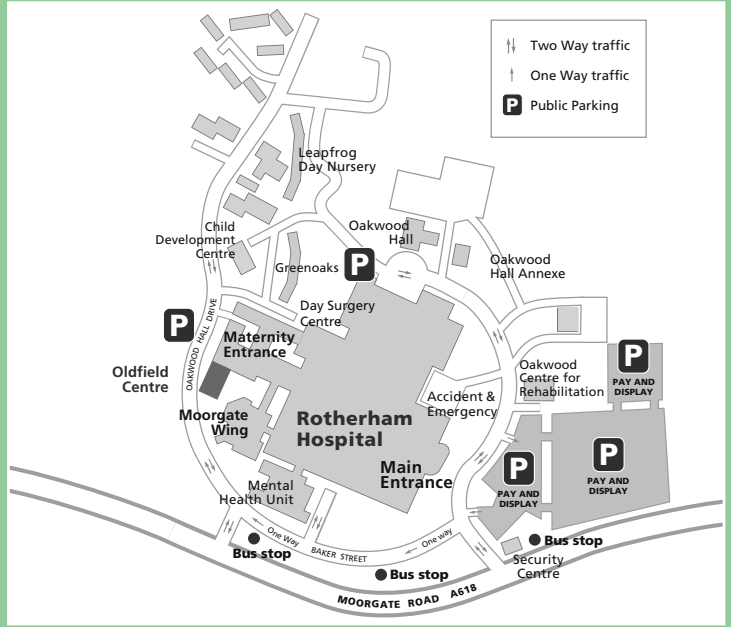 Two Way traffic
One Way traffic
P Public Parking
Leapfrog
Day Nursery
Child
Development
Centre
Oakwood
Hall
Oakwood
Hall Annexe
Greenoaks
P
Day Surgery
Centre
P
OAKWOOD HALL DRIVE
Maternity
Entrance
Oldfield
Centre
Moorgate
Wing
Rotherham
Hospital
Accident &
Emergency
Oakwood
Centre for
Rehabilitation
P
PAY AND
DISPLAY
Main
Entrance
P
PAY AND
DISPLAY
P
PAY AND
DISPLAY
Mental
Health Unit
One Way
BAKER STREET
One way
Bus stop
Bus stop
Bus stop
Security
Centre
MOORGATE ROAD A618